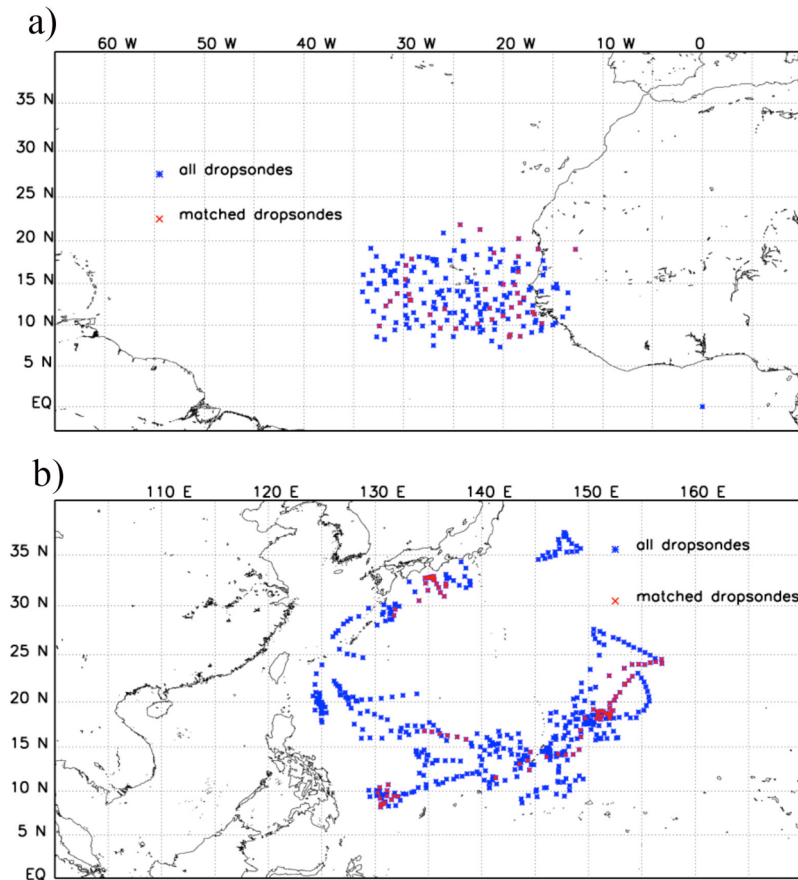 a)
60 W 50 W 40 W 30 W 20 W 10 W 0
35 N
30 N
all dropsondes
25 N
matched dropsondes
20 N
15 N
10 N
5 N
EQ
b)
110 E 120 E 130 E 140 E 150 E 160 E
35 N
all dropsondes
30 N
matched dropsondes
25 N
20 N
15 N
10 N
5 N
EQ